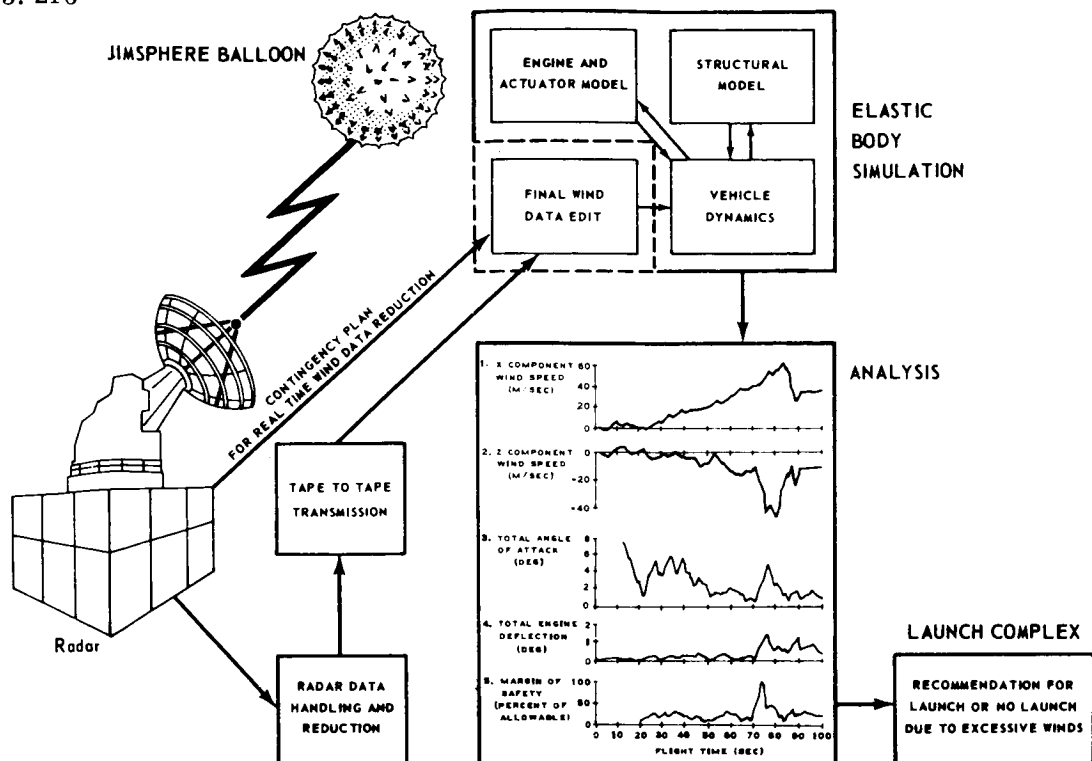 JIMSPHERE BALLOON
ENGINE AND
ACTUATOR MODEL
STRUCTURAL
MODEL
ELASTIC
BODY
SIMULATION
FINAL WIND
DATA EDIT
VEHICLE
DYNAMICS
CONTINGENCY PLAN
FOR REAL TIME WIND DATA REDUCTION
TAPE TO TAPE
TRANSMISSION
Radar
RADAR DATA
HANDLING AND
REDUCTION
ANALYSIS
1. X COMPONENT
WIND SPEED
(M/SEC)
60
40
20
0
2. Z COMPONENT
WIND SPEED
(M/SEC)
0
-20
-40
3. TOTAL ANGLE
OF ATTACK
(DEG)
8
6
4
2
0
4. TOTAL ENGINE
DEFLECTION
(DEG)
2
1
0
5. MARGIN OF
SAFETY
(PERCENT OF
ALLOWABLE)
100
50
0
0 10 20 30 40 50 60 70 80 90 100
FLIGHT TIME (SEC)
LAUNCH COMPLEX
RECOMMENDATION FOR
LAUNCH OR NO LAUNCH
DUE TO EXCESSIVE WINDS